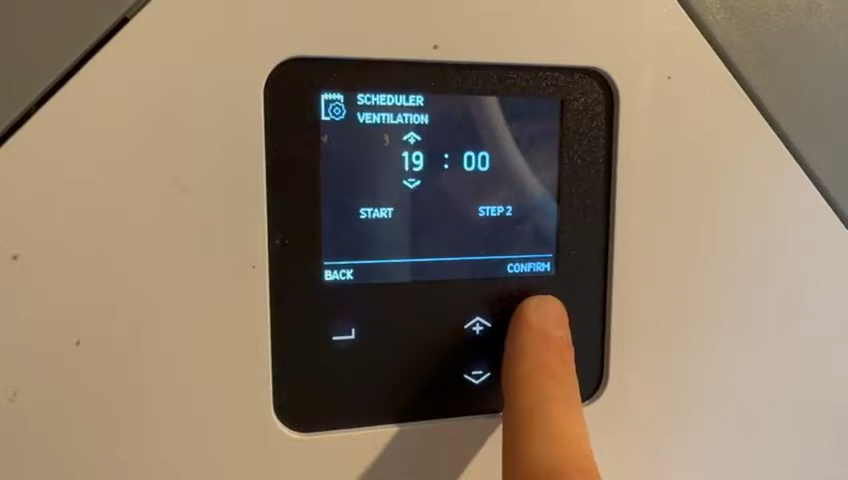 SCHEDULER
VENTILATION
19 : 00
START STEP 2
BACK CONFIRM